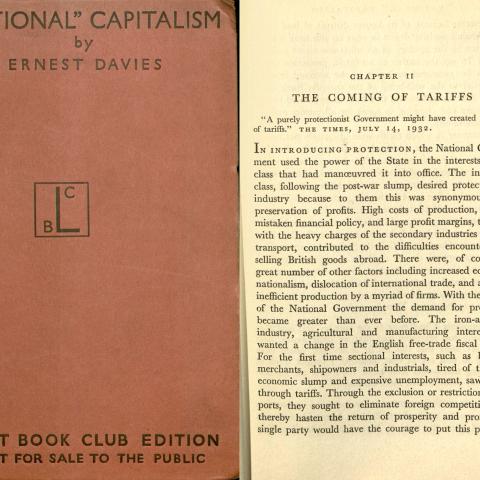 TIONAL" CAPITALISM
by
ERNEST DAVIES
C
L
B
T BOOK CLUB EDITION
T FOR SALE TO THE PUBLIC
CHAPTER II
THE COMING OF TARIFFS
"A purely protectionist Government might have created
of tariffs." THE TIMES, JULY 14, 1932.
IN INTRODUCING PROTECTION, the National G
ment used the power of the State in the interests
class that had manœuvred it into office. The in
class, following the post-war slump, desired protec
industry because to them this was synonymou
preservation of profits. High costs of production,
mistaken financial policy, and large profit margins, t
with the heavy charges of the secondary industries
transport, contributed to the difficulties encount
selling British goods abroad. There were, of co
great number of other factors including increased ec
nationalism, dislocation of international trade, and a
inefficient production by a myriad of firms. With the
of the National Government the demand for pro
became greater than ever before. The iron-a
industry, agricultural and manufacturing intere
wanted a change in the English free-trade fiscal
For the first time sectional interests, such as b
merchants, shipowners and industrials, tired of t
economic slump and expensive unemployment, saw
through tariffs. Through the exclusion or restriction
ports, they sought to eliminate foreign competiti
thereby hasten the return of prosperity and pro
single party would have the courage to put this p